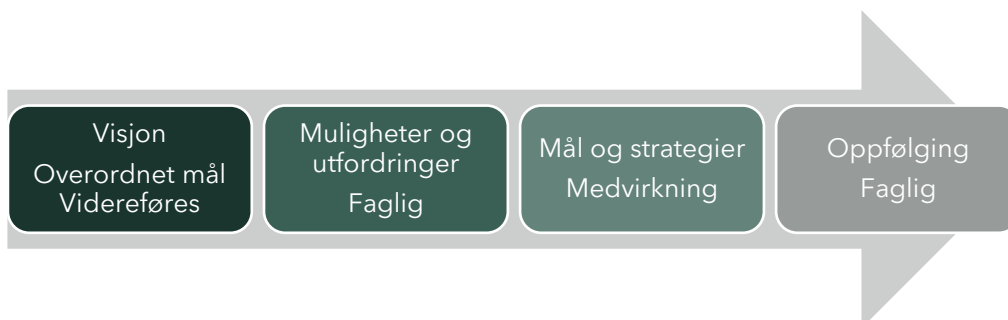 Visjon
Overordnet mål
Videreføres
Muligheter og
utfordringer
Faglig
Mål og strategier
Medvirkning
Oppfølging
Faglig